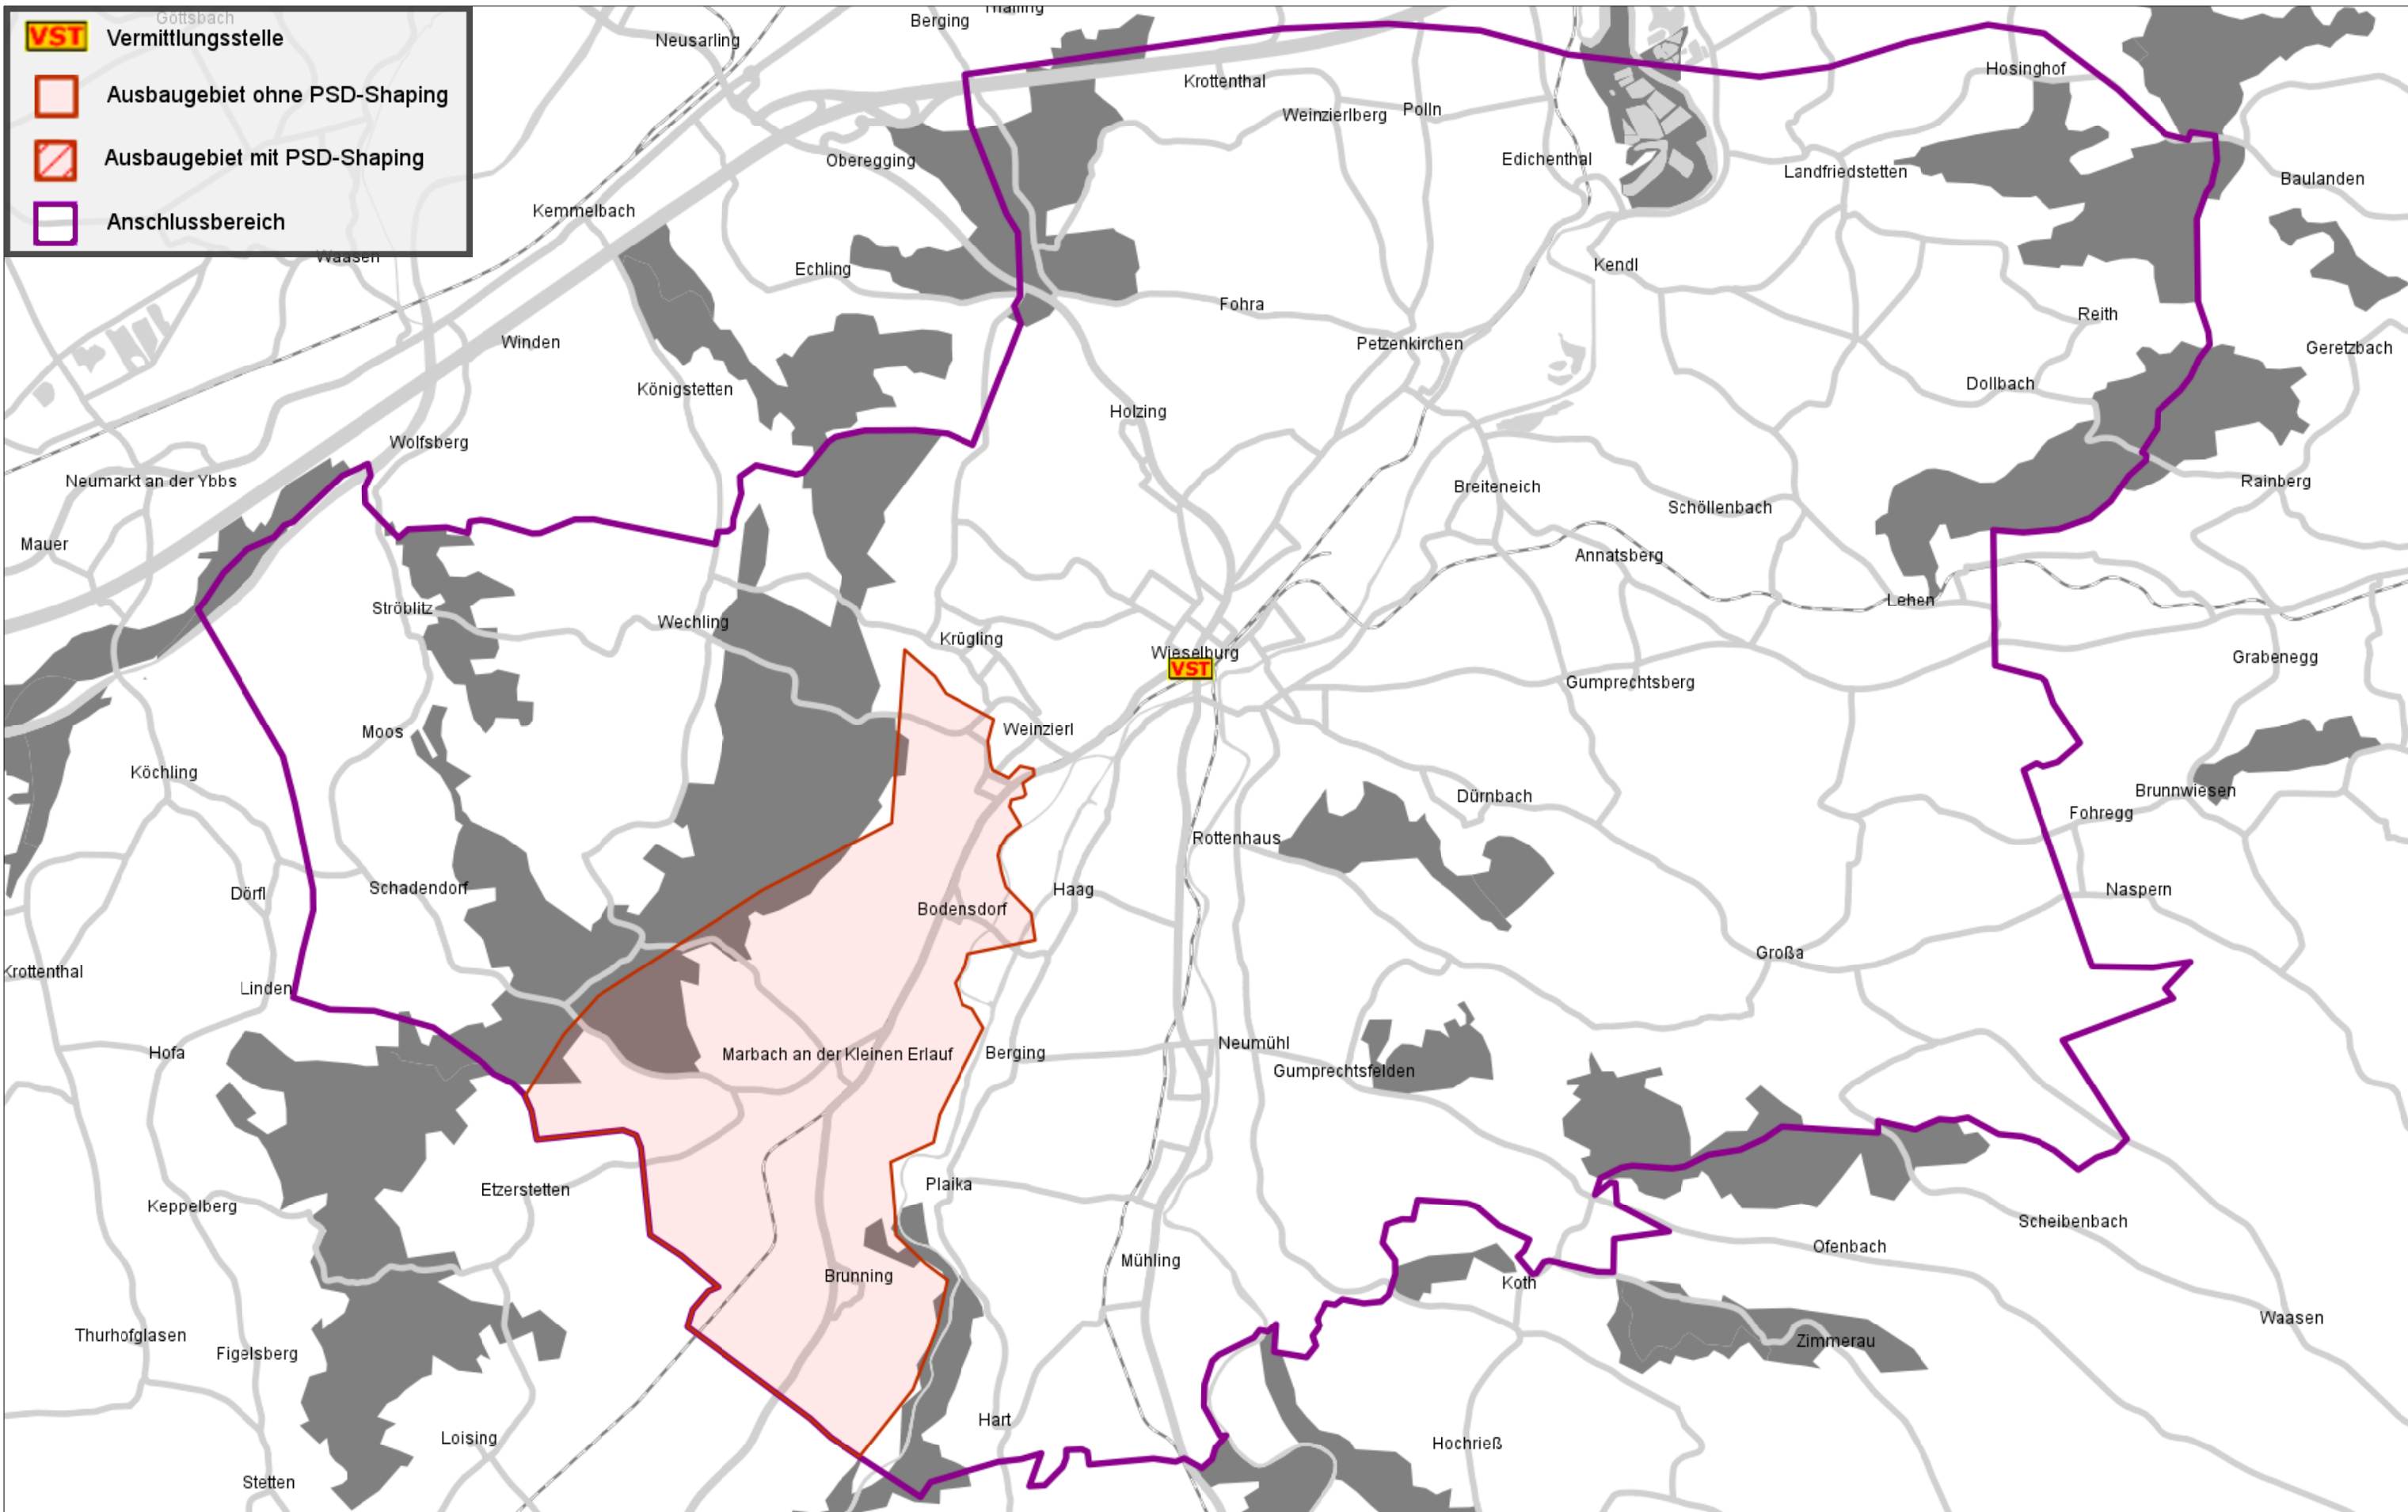 Göttsbach
VST Vermittlungsstelle
Ausbaugebiet ohne PSD-Shaping
Ausbaugebiet mit PSD-Shaping
Anschlussbereich
Neusarling
Berging
Krottenthal
Weinzierlberg
Polln
Hosinghof
Oberegging
Edichenthal
Landfriedstetten
Baulanden
Kemmelbach
Waasen
Echling
Kendl
Fohra
Reith
Winden
Petzenkirchen
Geretzbach
Königstetten
Dollbach
Holzing
Wolfsberg
Neumarkt an der Ybbs
Breiteneich
Rainberg
Schöllenbach
Mauer
Annatsberg
Ströblitz
Lehen
Wechling
Krügling
Wieselburg
VST
Grabenegg
Gumprechtsberg
Moos
Weinzierl
Köchling
Dürnbach
Brunnwiesen
Fohregg
Rottenhaus
Dörfl
Schadendorf
Haag
Naspern
Bodensdorf
Großa
Krottenthal
Linden
Hofa
Marbach an der Kleinen Erlauf
Berging
Neumühl
Gumprechtsfelden
Etzerstetten
Plaika
Keppelberg
Scheibenbach
Ofenbach
Mühling
Brunning
Koth
Waasen
Thurhofglasen
Zimmerau
Figelsberg
Hart
Loising
Hochrieß
Stetten